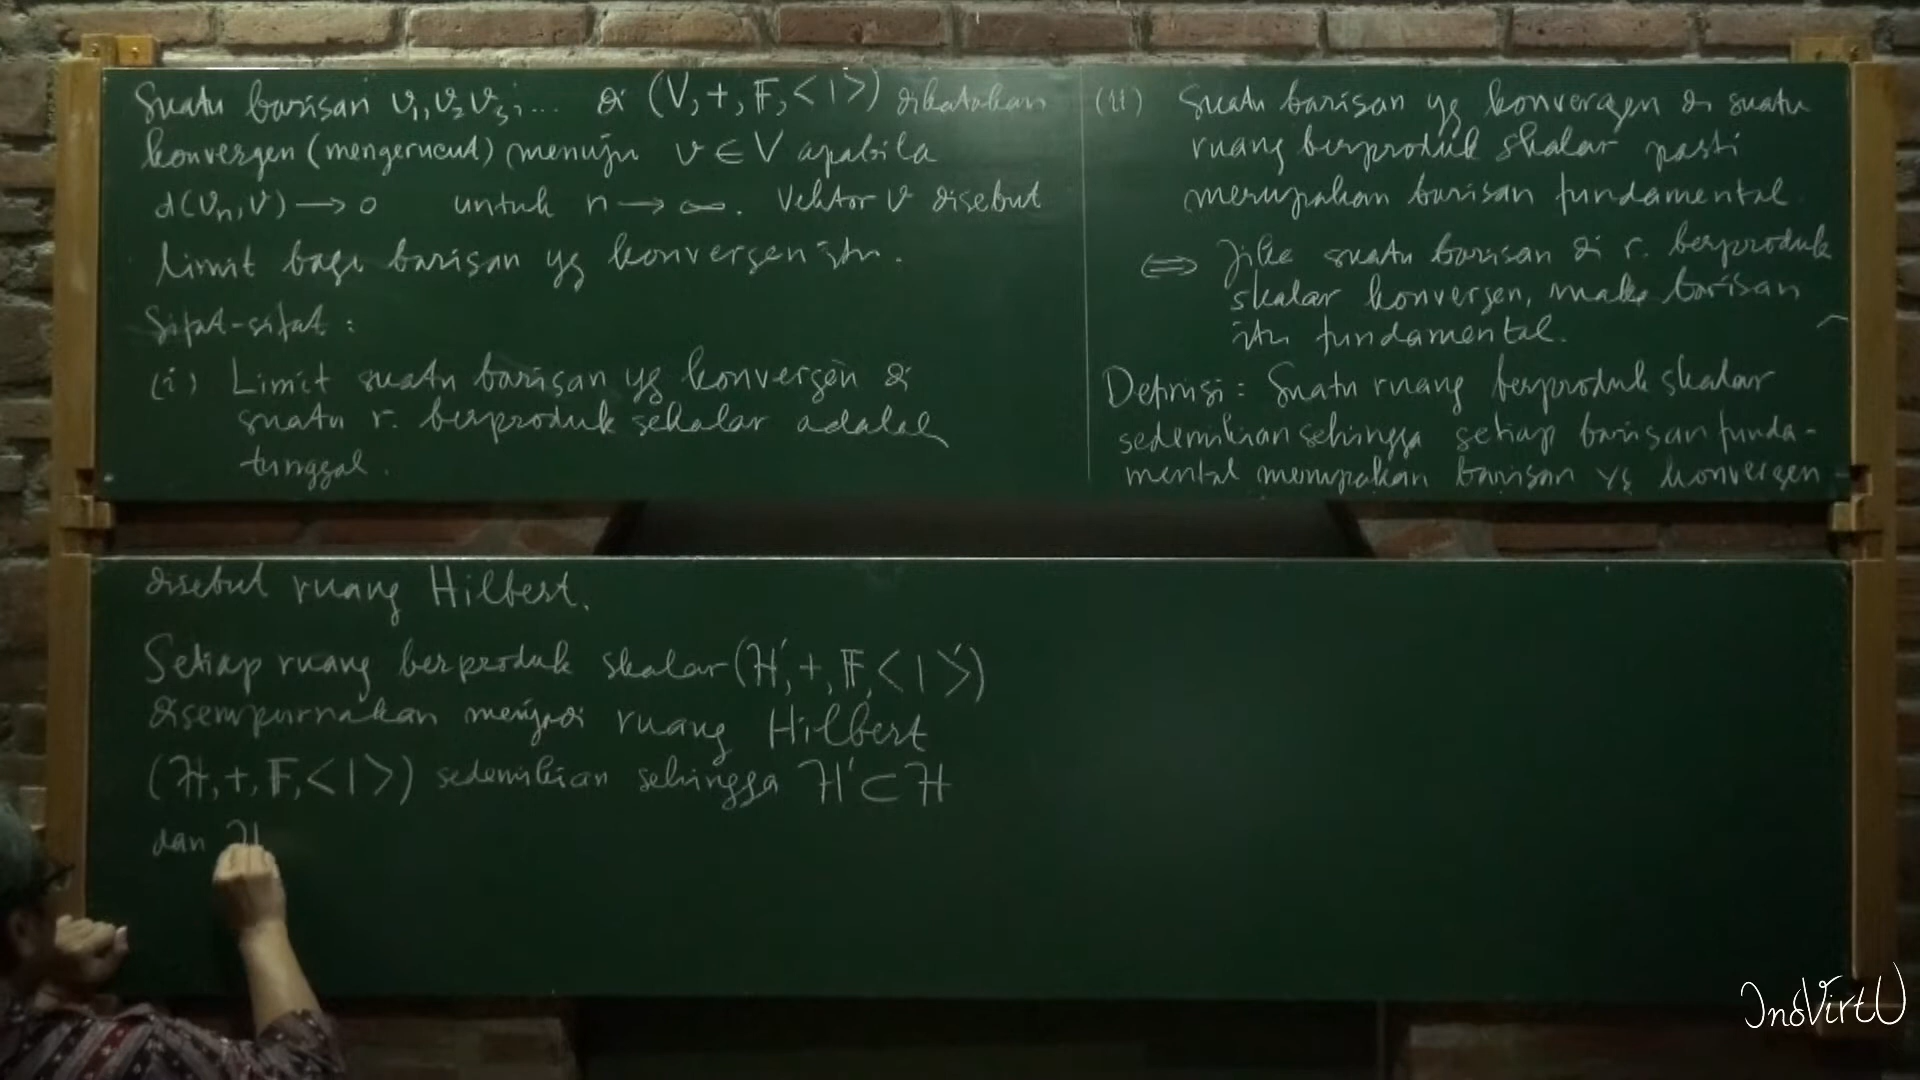 Suatu barisan v₁, v₂ v₃, ... di (V, +, F, < | >) dikatakan
konvergen (mengerucut) menuju v ∈ V apabila
d(vₙ, v) → 0 untuk n → ∞. Vektor v disebut
limit bagi barisan yg konvergen itu.
Sifat-sifat :
(i) Limit suatu barisan yg konvergen di
suatu r. berproduk sekalar adalah
tunggal.
(ii) Suatu barisan yg konvergen di suatu
ruang berproduk skalar pasti
merupakan barisan fundamental
⇔ Jika suatu barisan di r. berproduk
skalar konvergen, maka barisan
itu fundamental.
Definisi : Suatu ruang berproduk skalar
sedemikian sehingga setiap barisan funda-
mental merupakan barisan yg konvergen
disebut ruang Hilbert.
Setiap ruang berproduk skalar (H', +, F, < | >')
disempurnakan menjadi ruang Hilbert
(H, +, F, < | >) sedemikian sehingga H' ⊂ H
dan H
InoVirtU